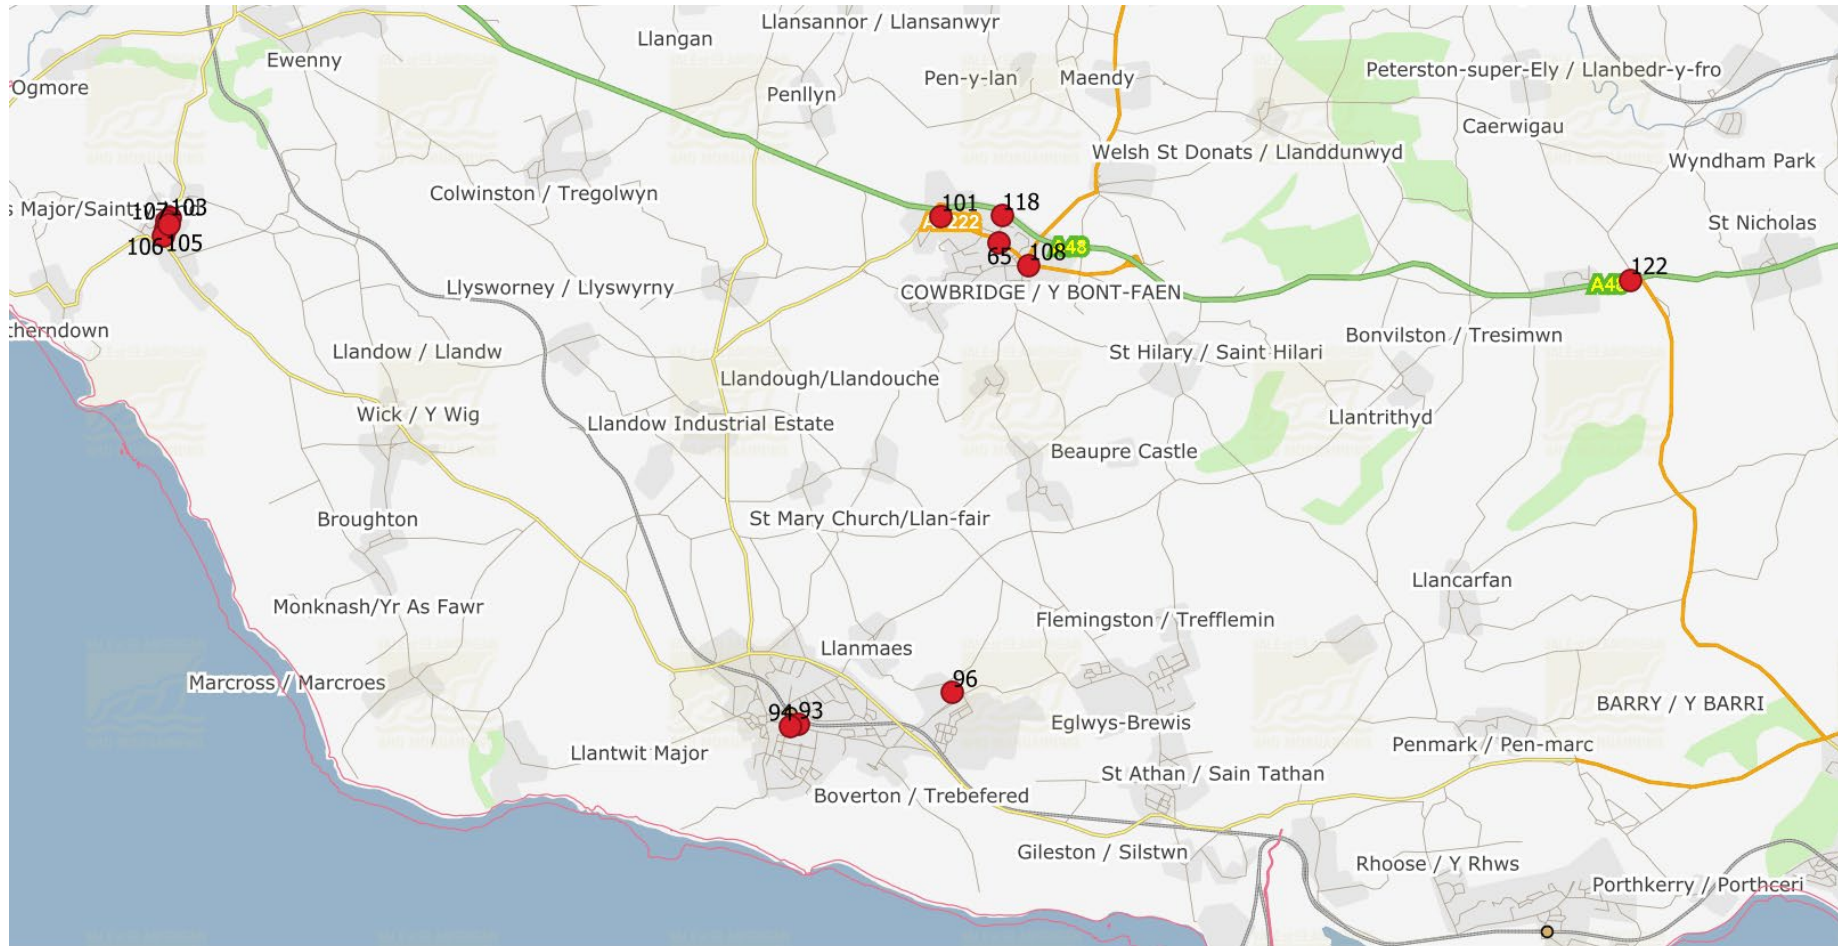 Llansannor / Llansanwyr
Llangan
Ewenny
Pen-y-lan
Maendy
Peterston-super-Ely / Llanbedr-y-fro
Ogmore
Penllyn
Caerwigau
Welsh St Donats / Llanddunwyd
Wyndham Park
Colwinston / Tregolwyn
s Major/Saint
107
103
101
118
St Nicholas
222
106
105
65
108
A48
122
Llysworney / Llyswyrny
COWBRIDGE / Y BONT-FAEN
A4
therndown
Bonvilston / Tresimwn
Llandow / Llandw
St Hilary / Saint Hilari
Llandough/Llandouche
Wick / Y Wig
Llantrithyd
Llandow Industrial Estate
Beaupre Castle
Broughton
St Mary Church/Llan-fair
Llancarfan
Monknash/Yr As Fawr
Flemingston / Trefflemin
Llanmaes
Marcross / Marcroes
96
BARRY / Y BARRI
94
93
Eglwys-Brewis
Llantwit Major
Penmark / Pen-marc
St Athan / Sain Tathan
Boverton / Trebefered
Gileston / Silstwn
Rhoose / Y Rhws
Porthkerry / Porthceri